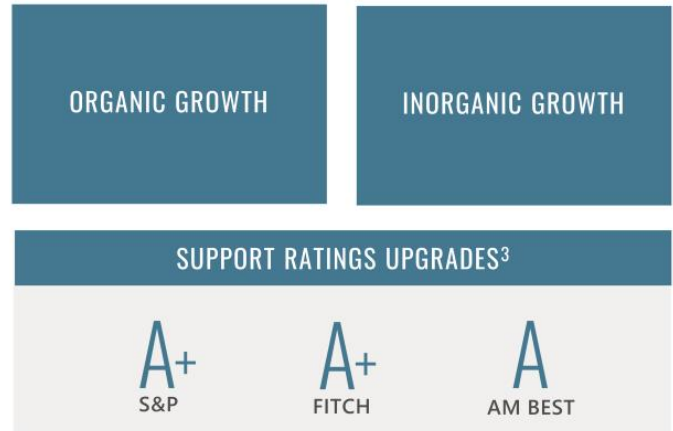 ORGANIC GROWTH
INORGANIC GROWTH
SUPPORT RATINGS UPGRADES³
A+ A+ A
S&P FITCH AM BEST